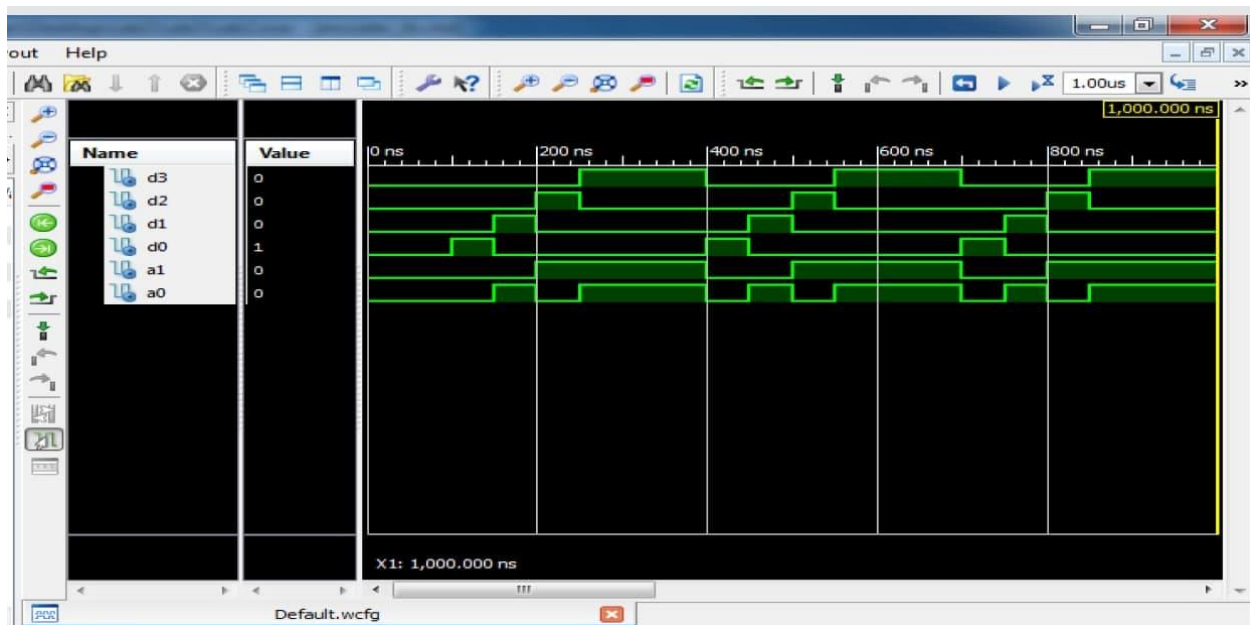 out Help
1.00us »
1,000.000 ns
Name Value 0 ns 200 ns 400 ns 600 ns 800 ns
d3 0
d2 0
d1 0
d0 1
a1 0
a0 0
X1: 1,000.000 ns
Default.wcfg